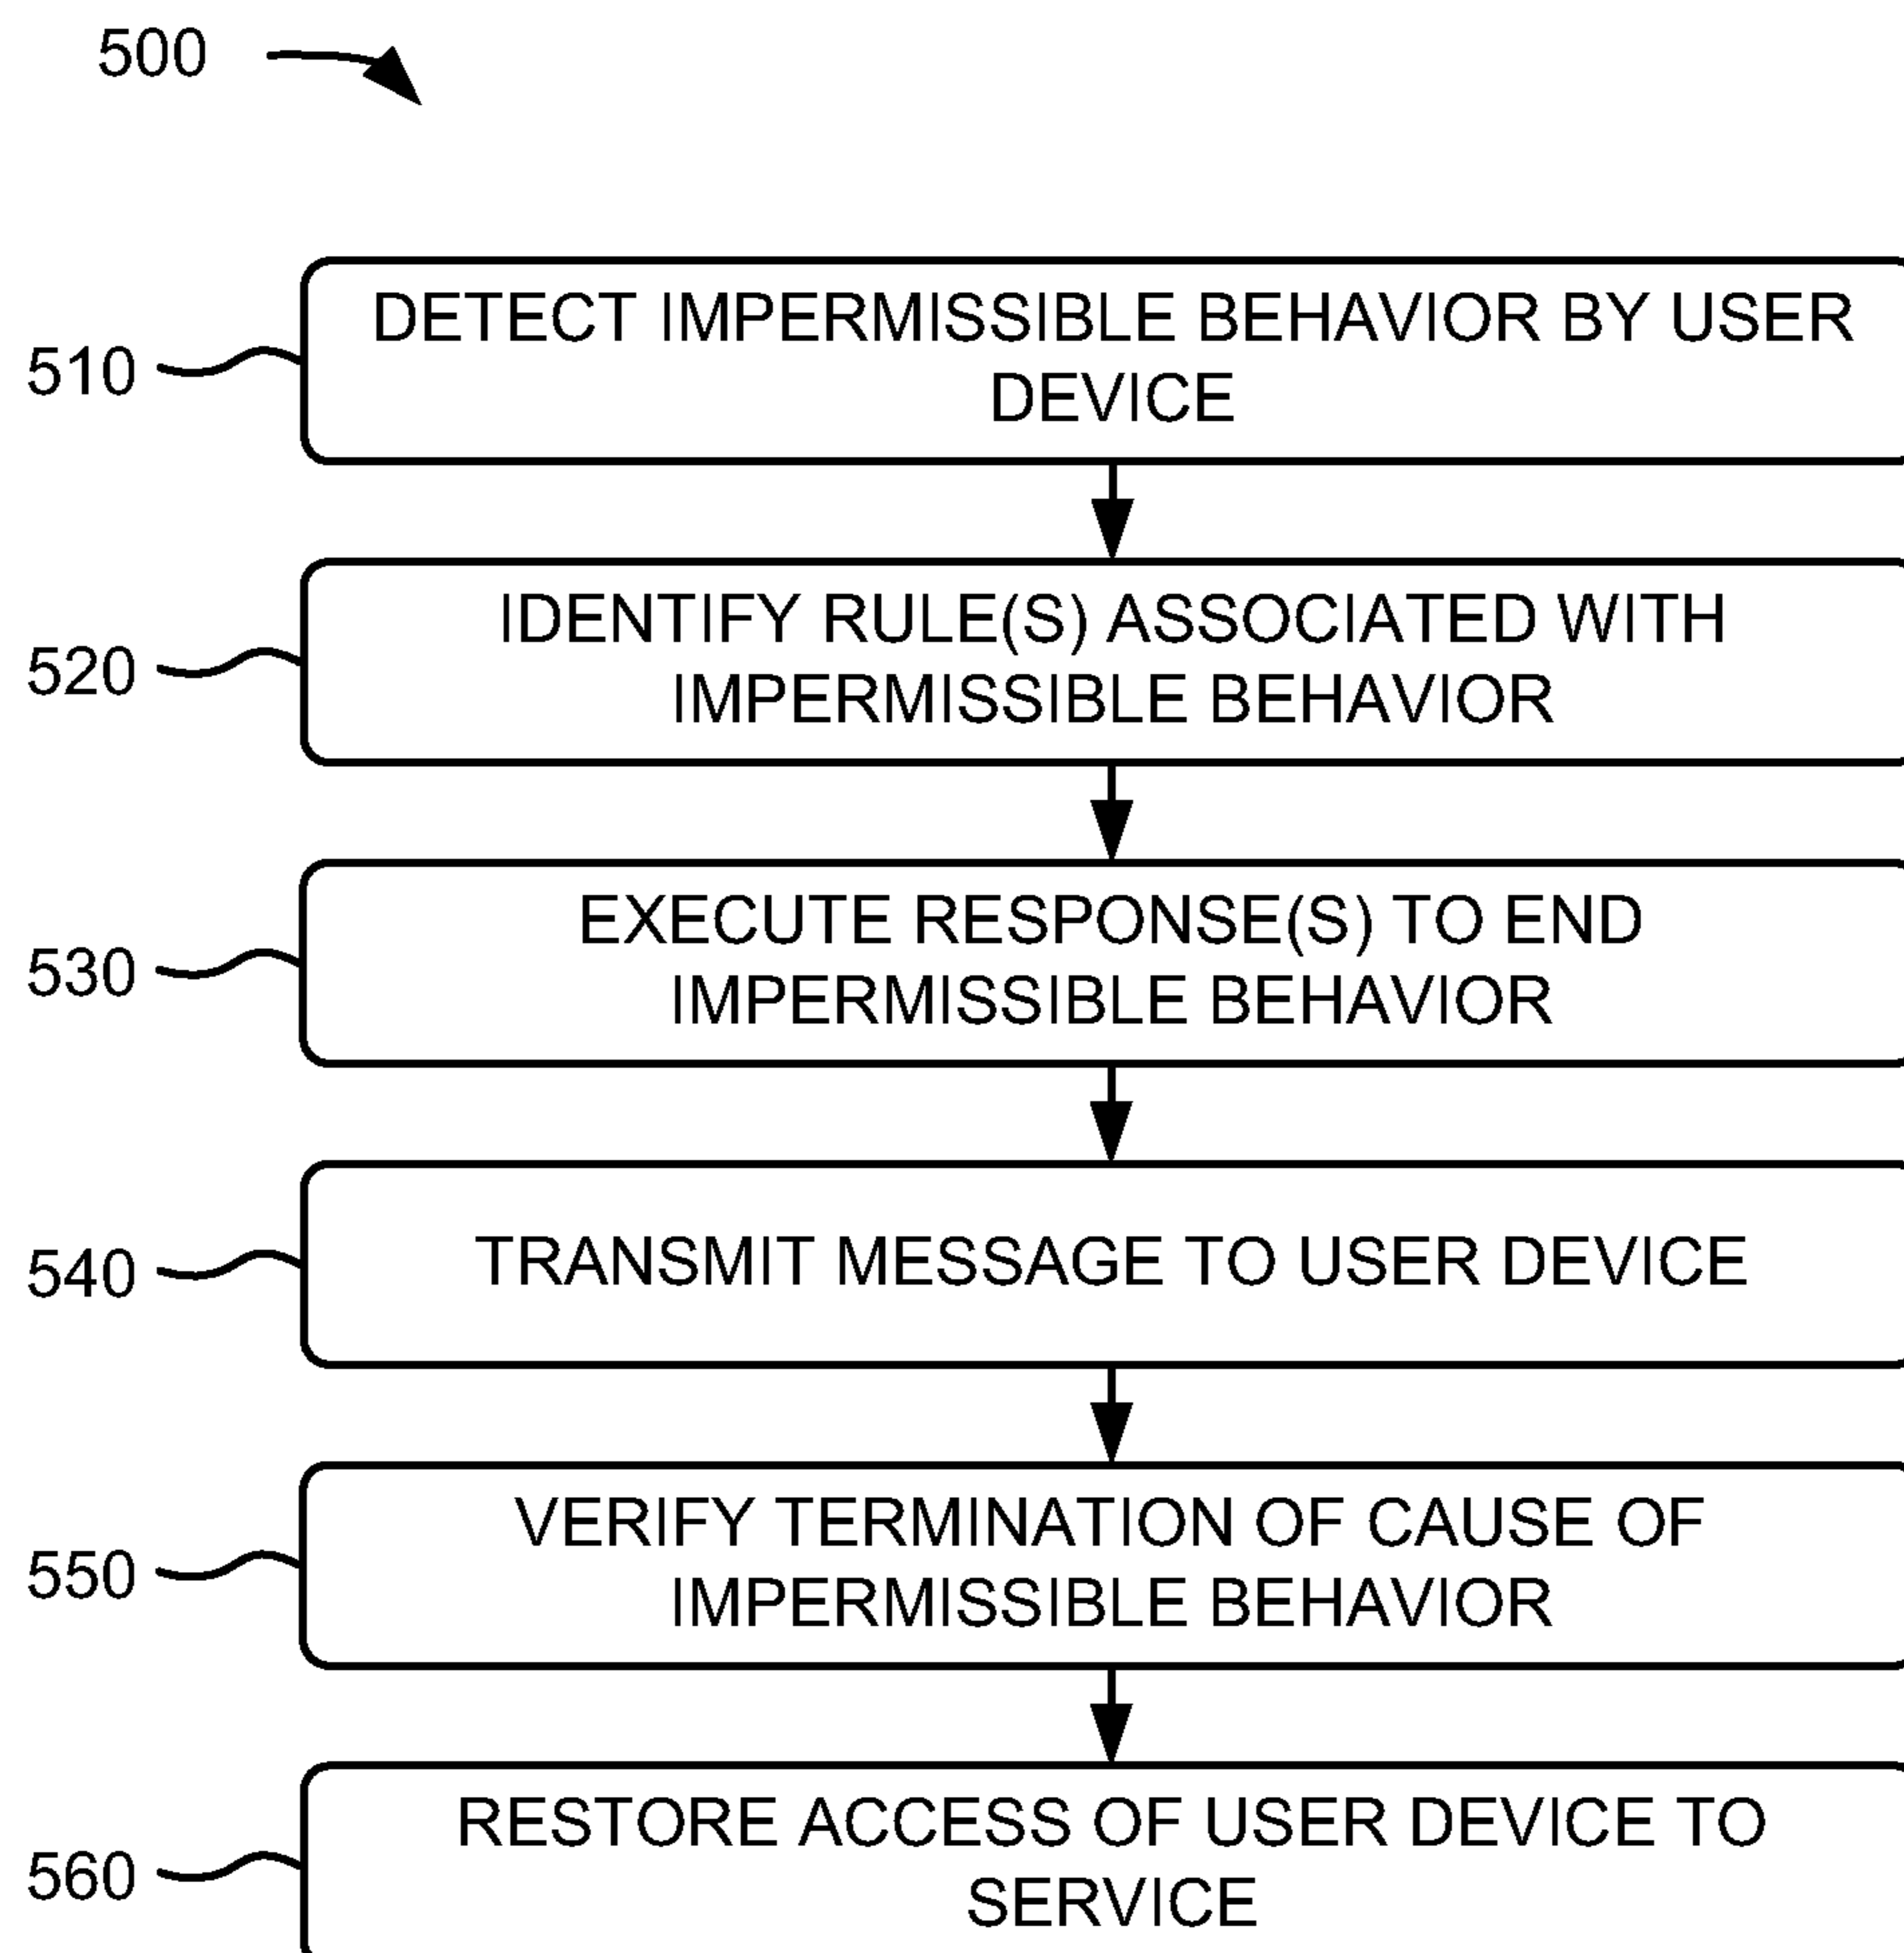 500
510
DETECT IMPERMISSIBLE BEHAVIOR BY USER
DEVICE
520
IDENTIFY RULE(S) ASSOCIATED WITH
IMPERMISSIBLE BEHAVIOR
530
EXECUTE RESPONSE(S) TO END
IMPERMISSIBLE BEHAVIOR
540
TRANSMIT MESSAGE TO USER DEVICE
550
VERIFY TERMINATION OF CAUSE OF
IMPERMISSIBLE BEHAVIOR
560
RESTORE ACCESS OF USER DEVICE TO
SERVICE